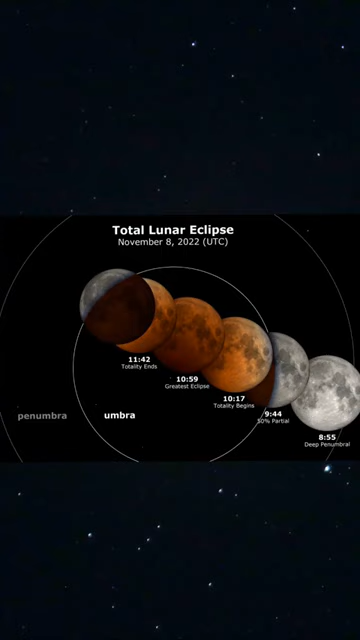 Total Lunar Eclipse
November 8, 2022 (UTC)
11:42
Totality Ends
10:59
Greatest Eclipse
10:17
Totality Begins
9:44
50% Partial
8:55
Deep Penumbral
penumbra
umbra